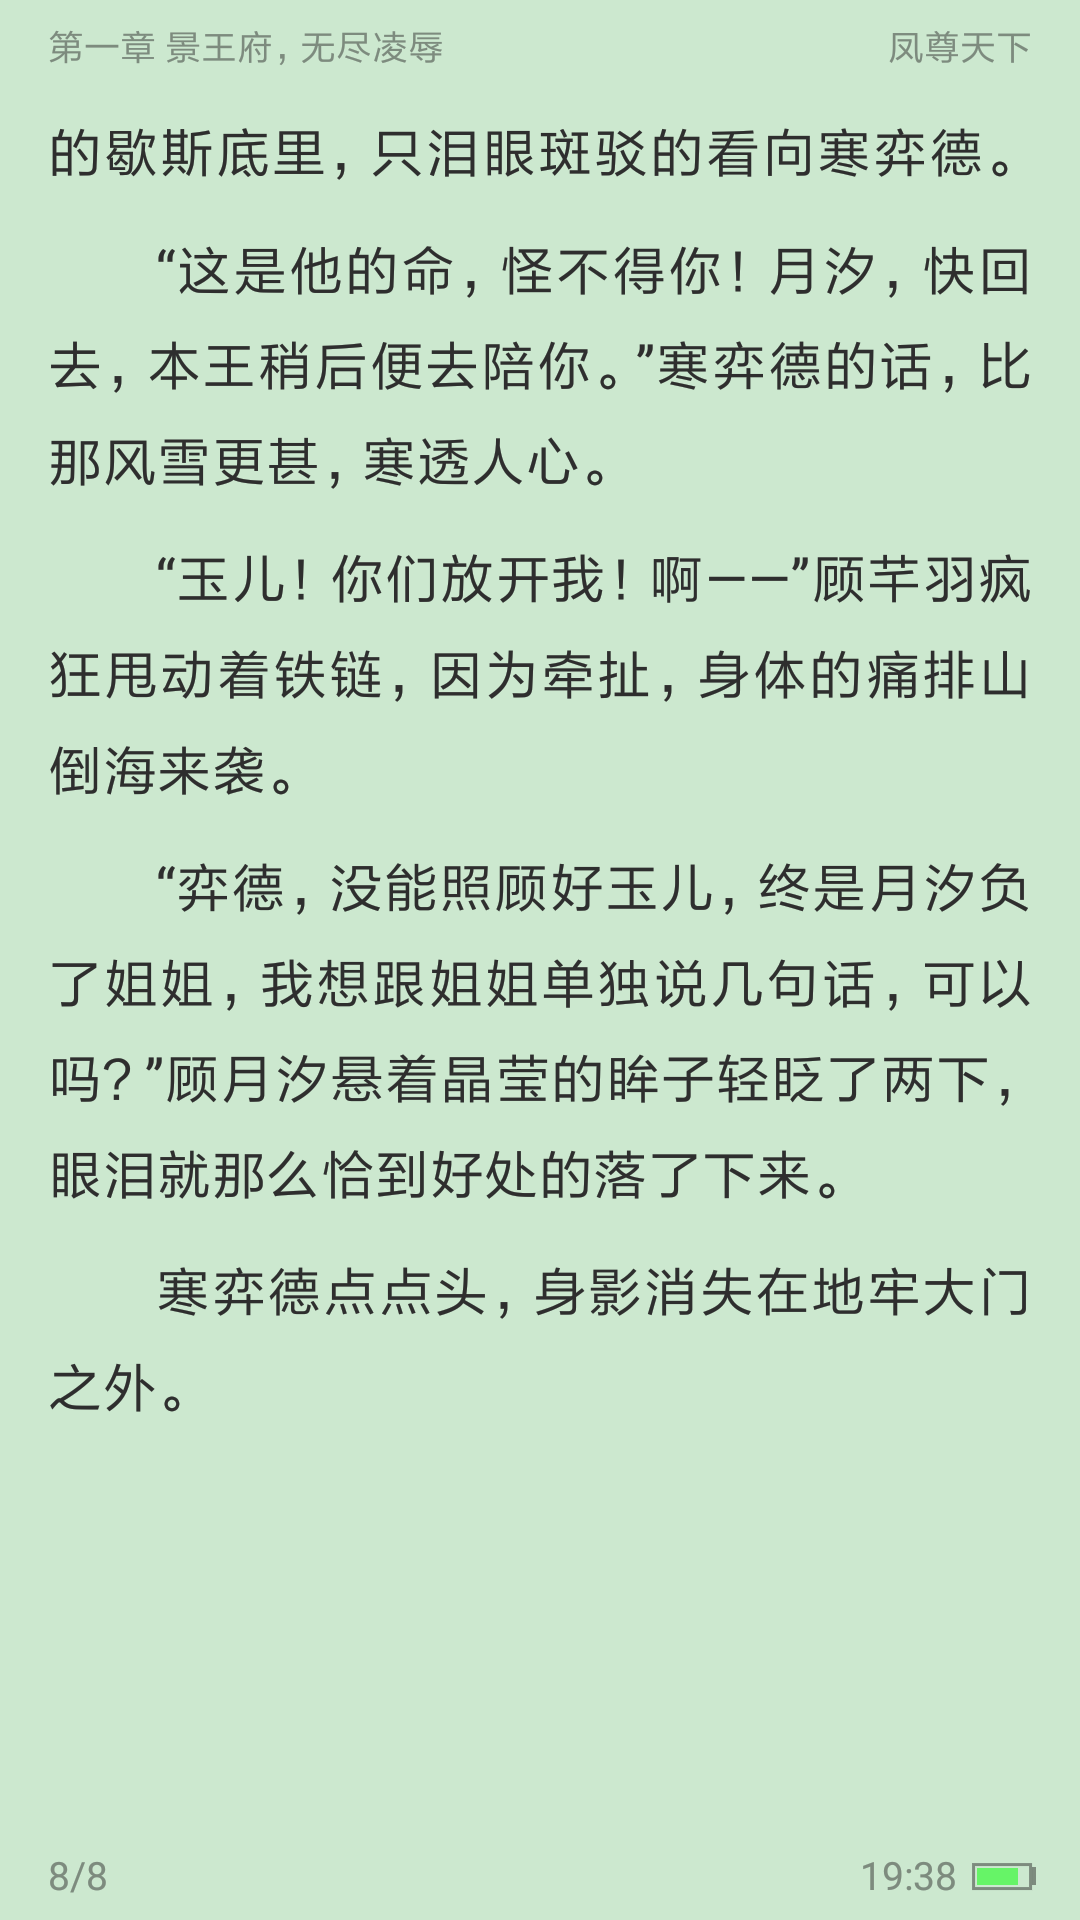 第一章 景王府，无尽凌辱
凤尊天下
的歇斯底里，只泪眼斑驳的看向寒弈德。
“这是他的命，怪不得你！月汐，快回
去，本王稍后便去陪你。”寒弈德的话，比
那风雪更甚，寒透人心。
“玉儿！你们放开我！啊——”顾芊羽疯
狂甩动着铁链，因为牵扯，身体的痛排山
倒海来袭。
“弈德，没能照顾好玉儿，终是月汐负
了姐姐，我想跟姐姐单独说几句话，可以
吗？”顾月汐悬着晶莹的眸子轻眨了两下，
眼泪就那么恰到好处的落了下来。
寒弈德点点头，身影消失在地牢大门
之外。
8/8
19:38